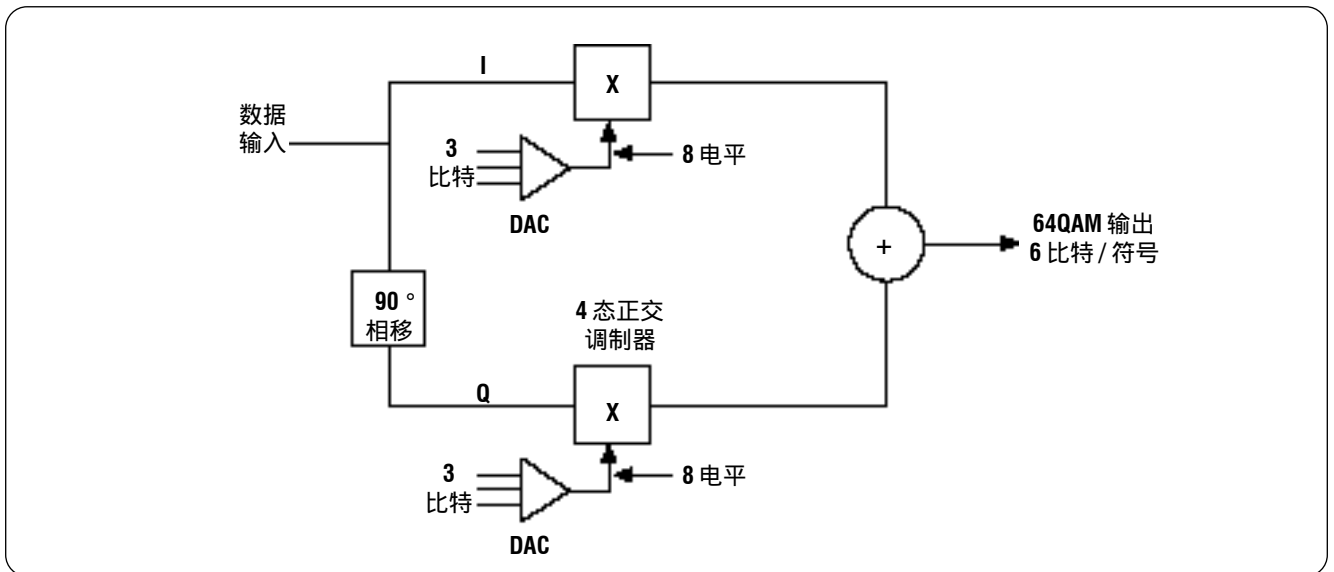 I
X
数据
输入
3
比特
8 电平
DAC
64QAM 输出
6 比特 / 符号
+
90 °
相移
4 态正交
调制器
Q
X
3
比特
8 电平
DAC